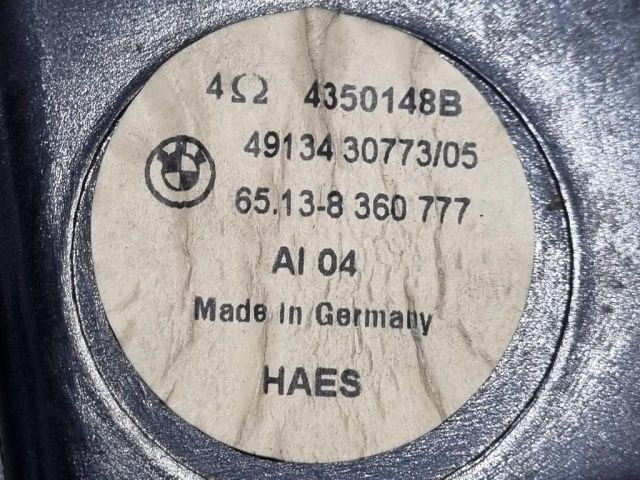 4Ω 4350148B
49134 30773/05
65.13-8 360 777
AI 04
Made In Germany
HAES